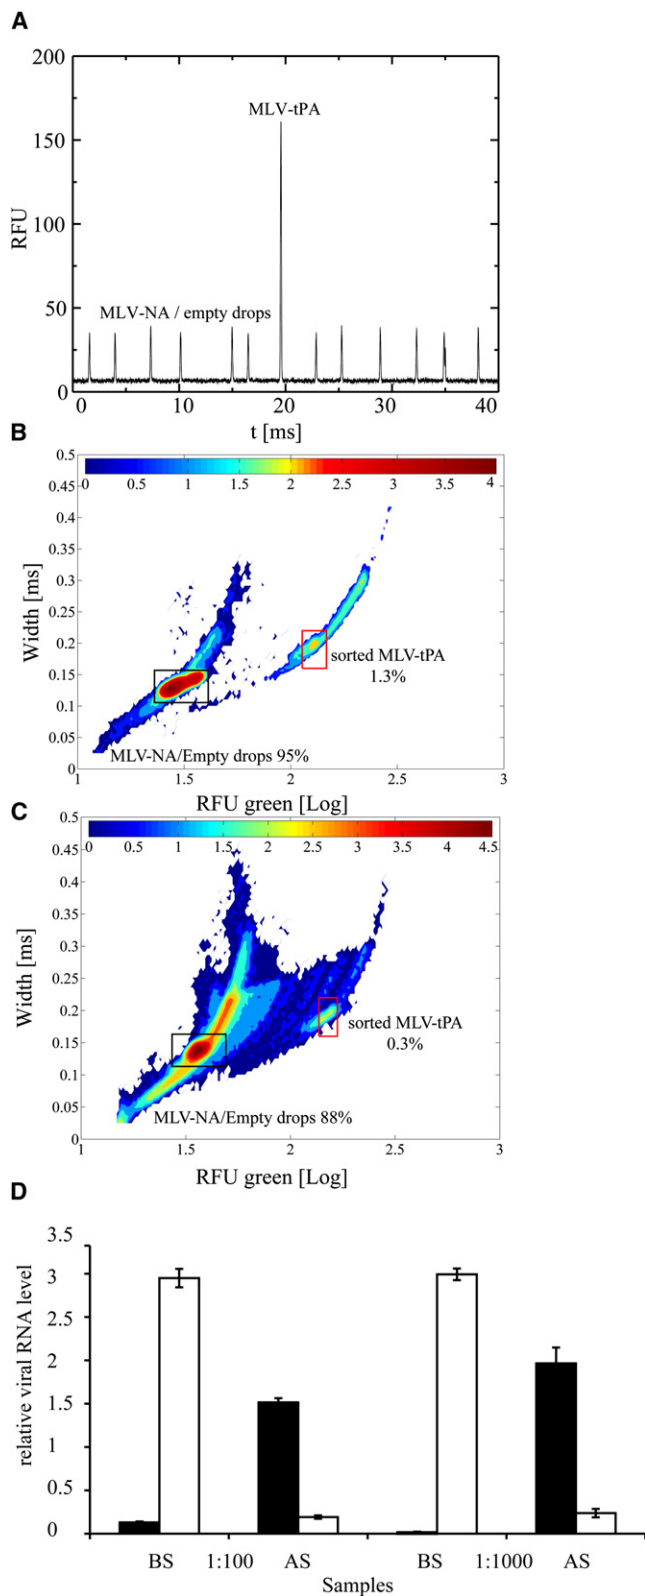 A
200
150
100
50
0
RFU
MLV-tPA
MLV-NA / empty drops
0 10 20 30 40
t [ms]
B
0.5
0.45
0.4
0.35
0.3
0.25
0.2
0.15
0.1
0.05
0
Width [ms]
0 0.5 1 1.5 2 2.5 3 3.5 4
sorted MLV-tPA
1.3%
MLV-NA/Empty drops 95%
1 1.5 2 2.5 3
RFU green [Log]
C
0.5
0.45
0.4
0.35
0.3
0.25
0.2
0.15
0.1
0.05
0
Width [ms]
0 0.5 1 1.5 2 2.5 3 3.5 4 4.5
sorted MLV-tPA
0.3%
MLV-NA/Empty drops 88%
1 1.5 2 2.5 3
RFU green [Log]
D
3.5
3
2.5
2
1.5
1
0.5
0
relative viral RNA level
BS 1:100 AS BS 1:1000 AS
Samples